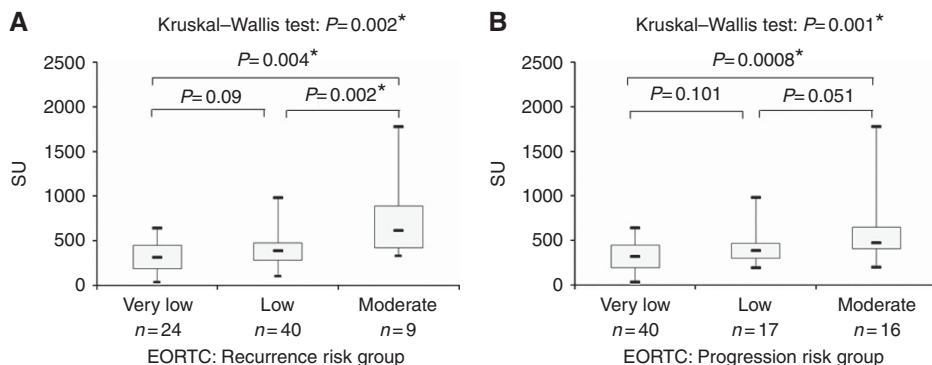 A
Kruskal–Wallis test: P=0.002*
P=0.004*
P=0.09
P=0.002*
2500
2000
1500
1000
500
0
SU
Very low
Low
Moderate
n=24
n=40
n=9
EORTC: Recurrence risk group
B
Kruskal–Wallis test: P=0.001*
P=0.0008*
P=0.101
P=0.051
2500
2000
1500
1000
500
0
SU
Very low
Low
Moderate
n=40
n=17
n=16
EORTC: Progression risk group